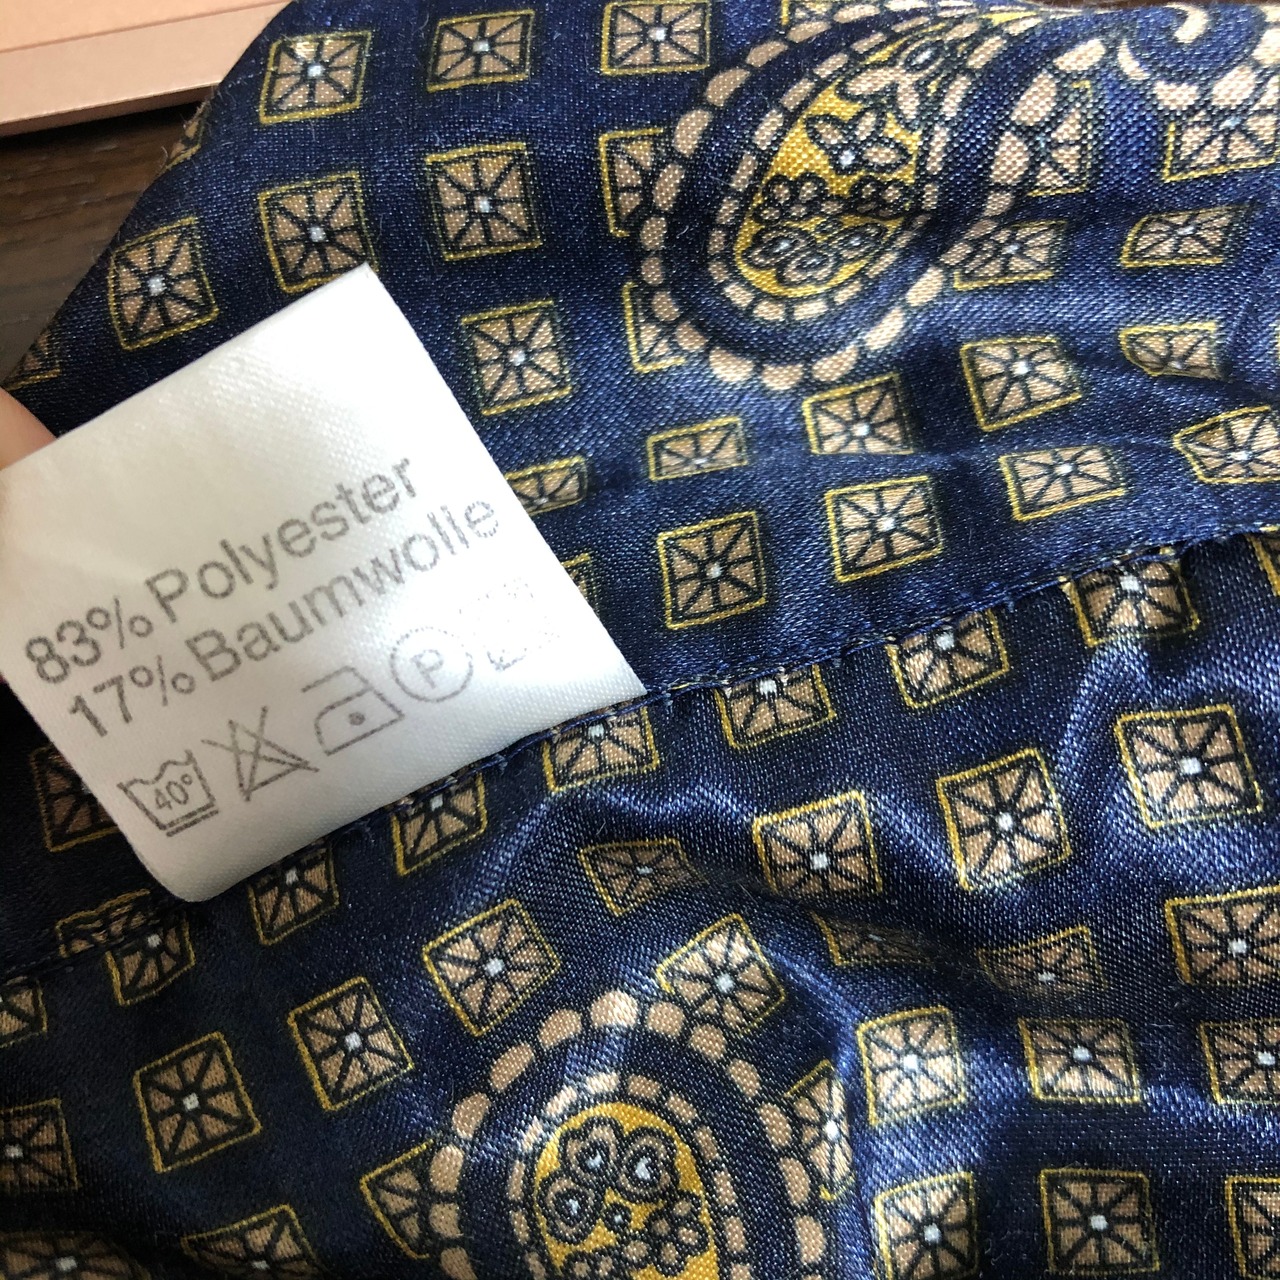 83% Polyester
17% Baumwolle
40° P